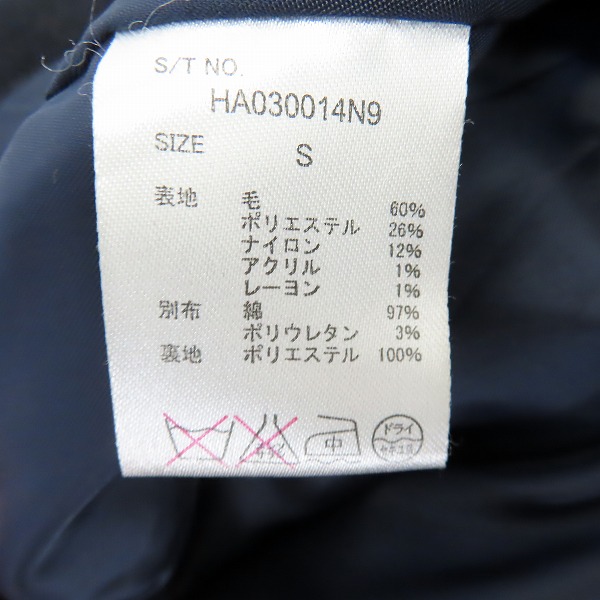 S/T NO.
HA030014N9
SIZE S
表地 毛 60%
ポリエステル 26%
ナイロン 12%
アクリル 1%
レーヨン 1%
別布 綿 97%
ポリウレタン 3%
裏地 ポリエステル 100%
中 ドライ